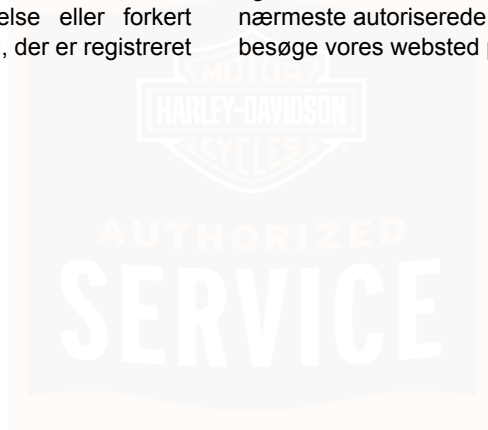 else eller forkert
, der er registreret
nærmeste autoriserede
besøge vores websted
MOTOR
HARLEY-DAVIDSON
CYCLES
AUTHORIZED
SERVICE